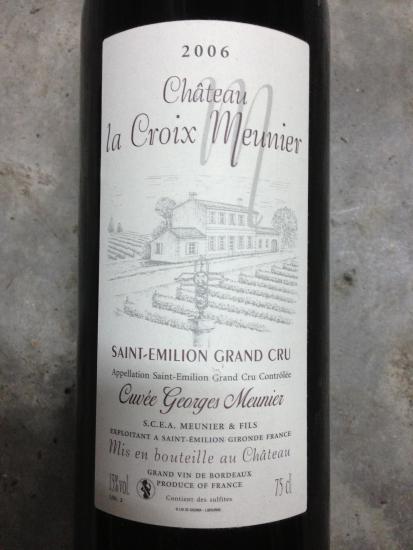 2006
Château
la Croix Meunier
M
SAINT-EMILION GRAND CRU
Appellation Saint-Emilion Grand Cru Contrôlée
Cuvée Georges Meunier
S.C.E.A. MEUNIER & FILS
EXPLOITANT A SAINT-ÉMILION GIRONDE FRANCE
Mis en bouteille au Château
GRAND VIN DE BORDEAUX
13%vol PRODUCE OF FRANCE 75 cl
Contient des sulfites